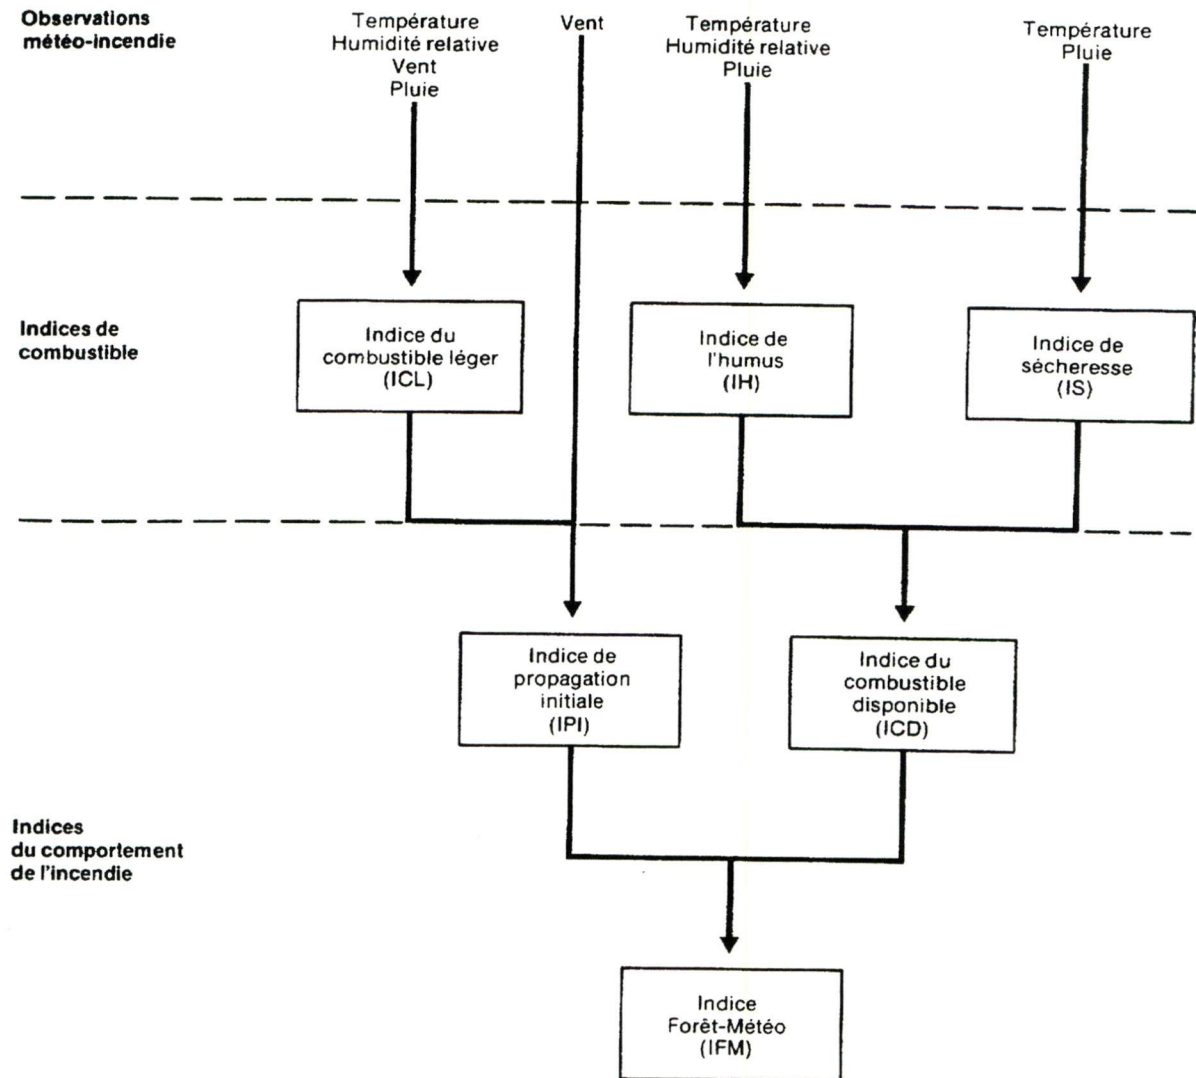 Observations
météo-incendie
Température
Humidité relative
Vent
Pluie
Vent
Température
Humidité relative
Pluie
Température
Pluie
Indices de
combustible
Indice du
combustible léger
(ICL)
Indice de
l'humus
(IH)
Indice de
sécheresse
(IS)
Indice de
propagation
initiale
(IPI)
Indice du
combustible
disponible
(ICD)
Indices
du comportement
de l'incendie
Indice
Forêt-Météo
(IFM)